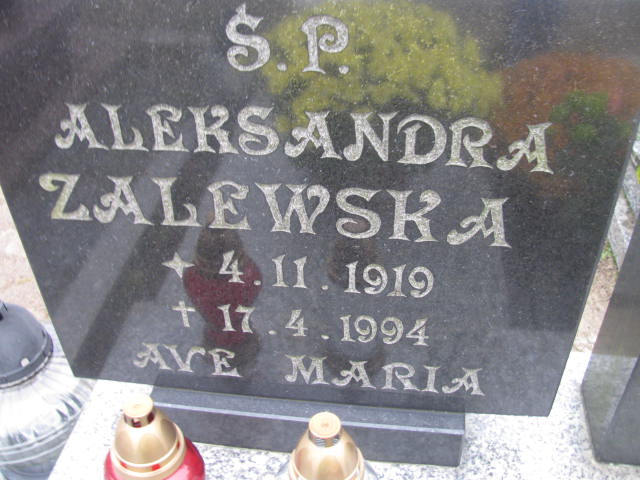 Ś.P.
ALEKSANDRA
ZALEWSKA
4.11.1919
17.4.1994
AVE MARIA